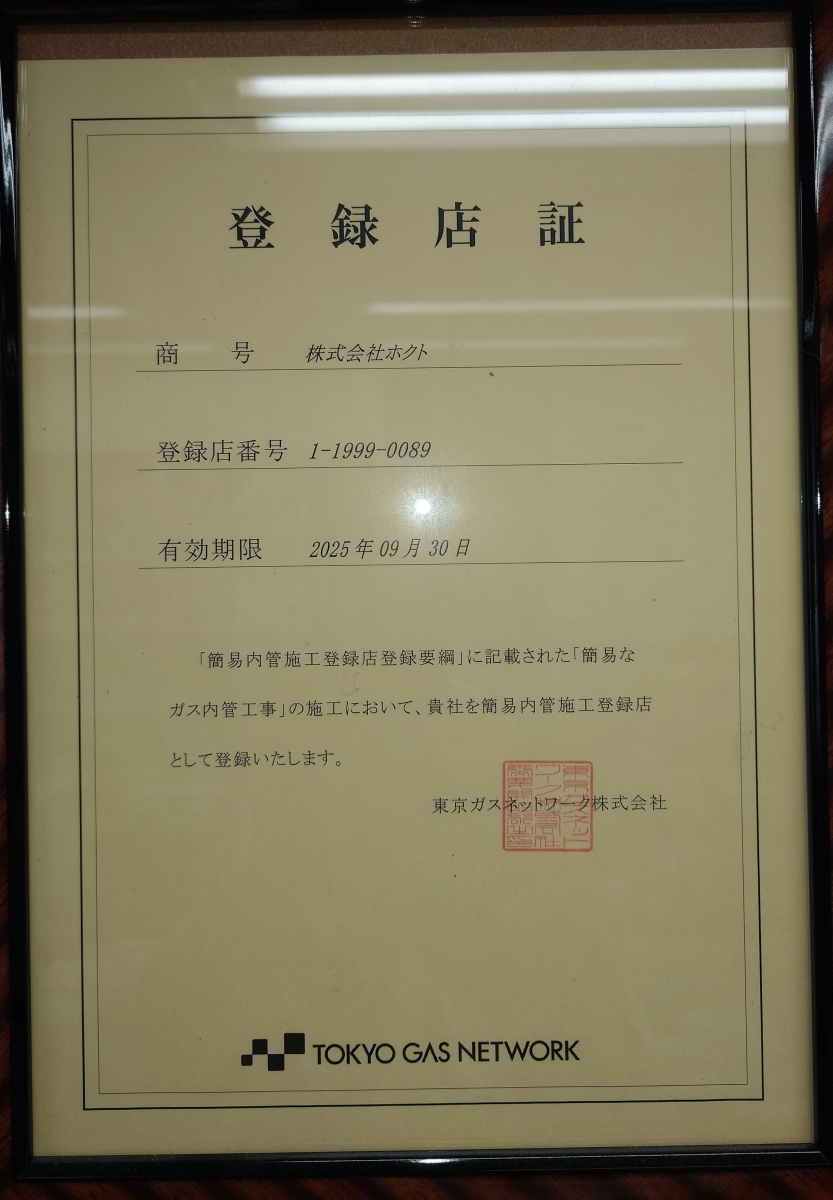 登録店証
商号 株式会社ホクト
登録店番号 1-1999-0089
有効期限 2025年09月30日
「簡易内管施工登録店登録要綱」に記載された「簡易な
ガス内管工事」の施工において、貴社を簡易内管施工登録店
として登録いたします。
東京ガスネットワーク株式会社
TOKYO GAS NETWORK